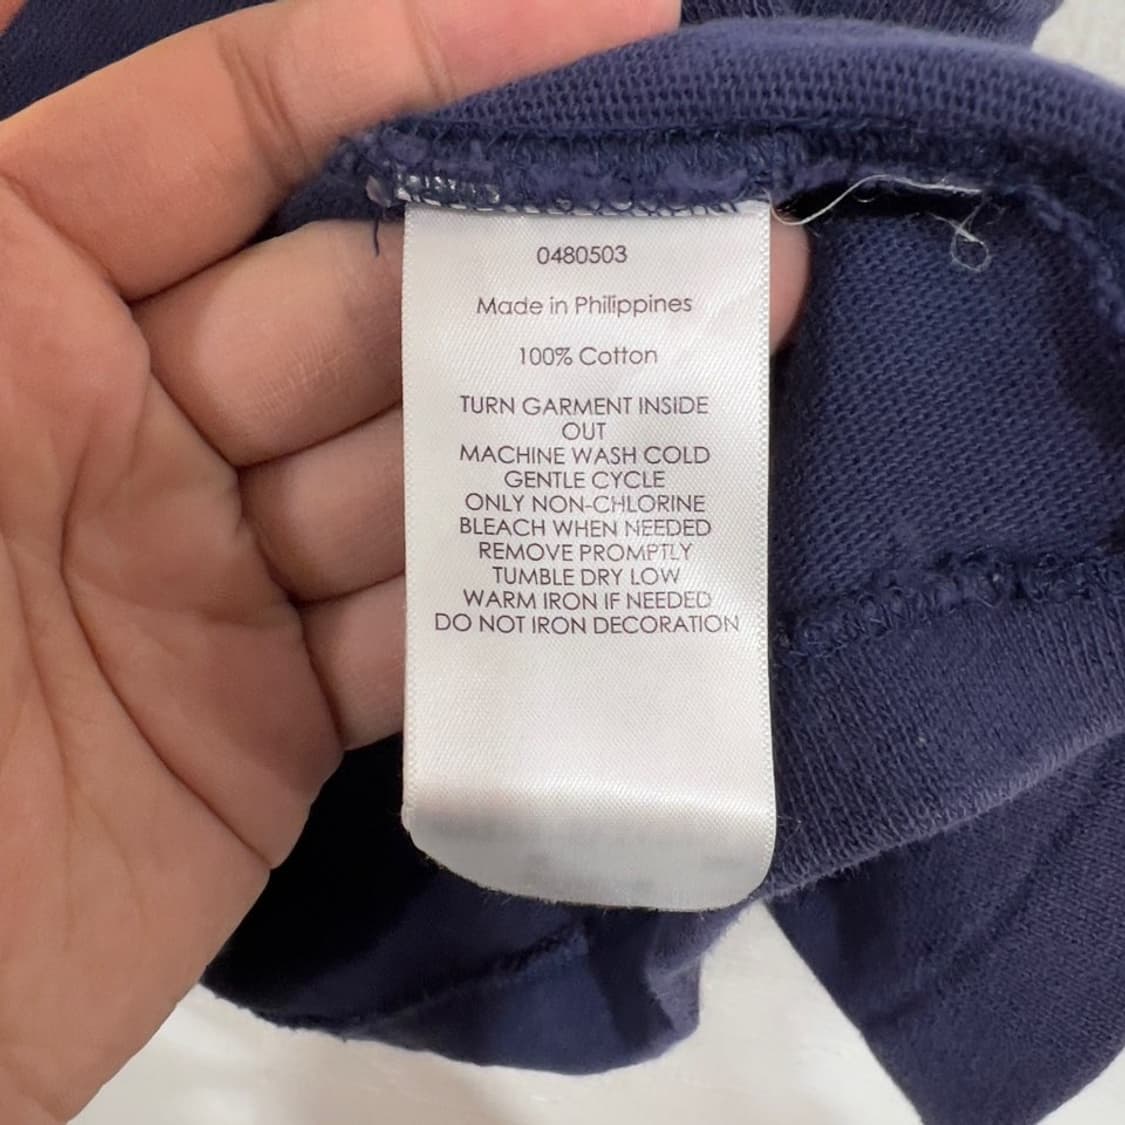 0480503
Made in Philippines
100% Cotton
TURN GARMENT INSIDE
OUT
MACHINE WASH COLD
GENTLE CYCLE
ONLY NON-CHLORINE
BLEACH WHEN NEEDED
REMOVE PROMPTLY
TUMBLE DRY LOW
WARM IRON IF NEEDED
DO NOT IRON DECORATION